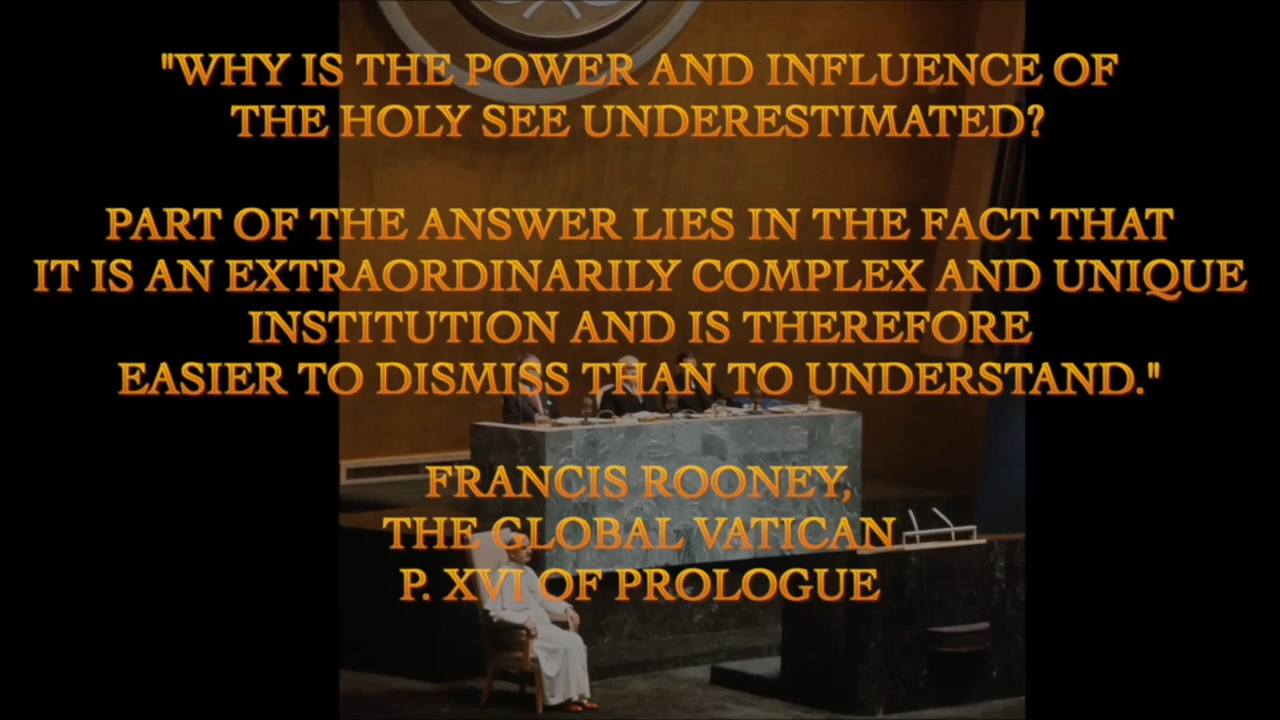 "WHY IS THE POWER AND INFLUENCE OF
THE HOLY SEE UNDERESTIMATED?
PART OF THE ANSWER LIES IN THE FACT THAT
IT IS AN EXTRAORDINARILY COMPLEX AND UNIQUE
INSTITUTION AND IS THEREFORE
EASIER TO DISMISS THAN TO UNDERSTAND."
FRANCIS ROONEY,
THE GLOBAL VATICAN
P. XVI OF PROLOGUE